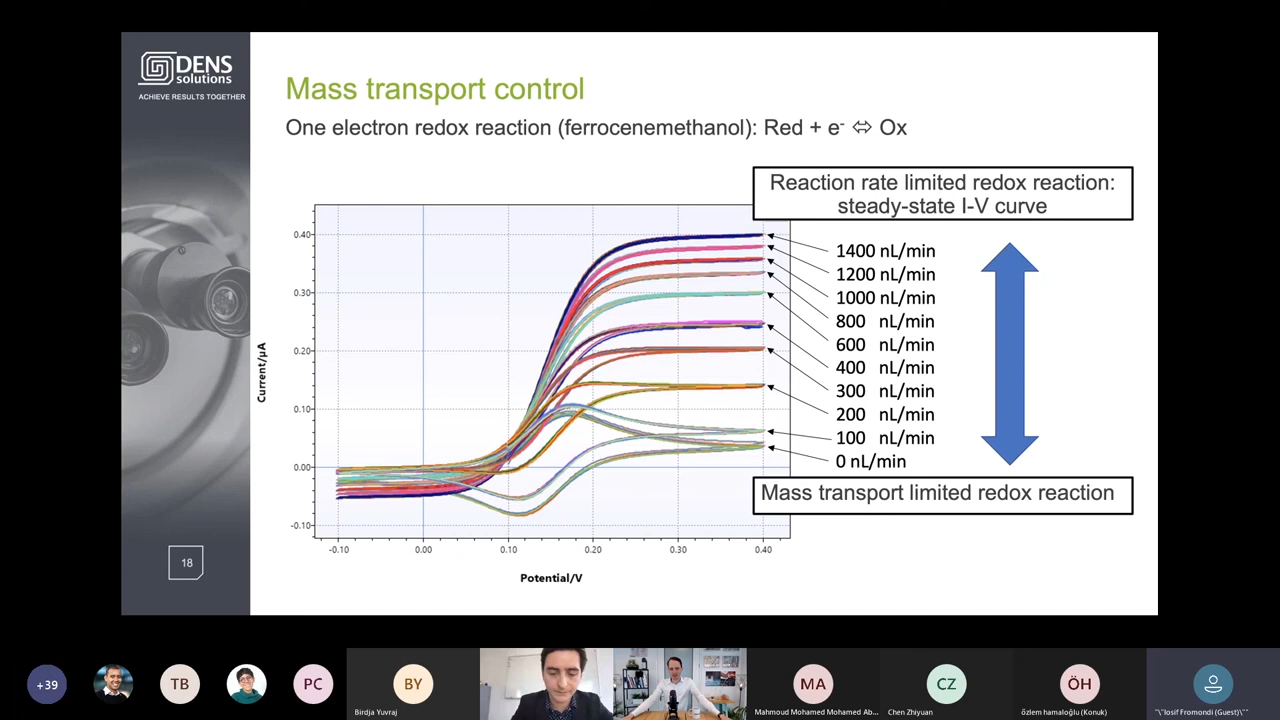 DENS
solutions
ACHIEVE RESULTS TOGETHER
Mass transport control
One electron redox reaction (ferrocenemethanol): Red + e⁻ ⇔ Ox
Reaction rate limited redox reaction:
steady-state I-V curve
0.40
0.30
0.20
0.10
0.00
-0.10
Current/µA
-0.10
0.00
0.10
0.20
0.30
0.40
Potential/V
1400 nL/min
1200 nL/min
1000 nL/min
800 nL/min
600 nL/min
400 nL/min
300 nL/min
200 nL/min
100 nL/min
0 nL/min
Mass transport limited redox reaction
18
+39
TB
PC
BY
Birdja Yuvraj
MA
Mahmoud Mohamed Mohamed Ab...
CZ
Chen Zhiyuan
ÖH
özlem hamaloğlu (Konuk)
"\"Iosif Fromondi (Guest)\""